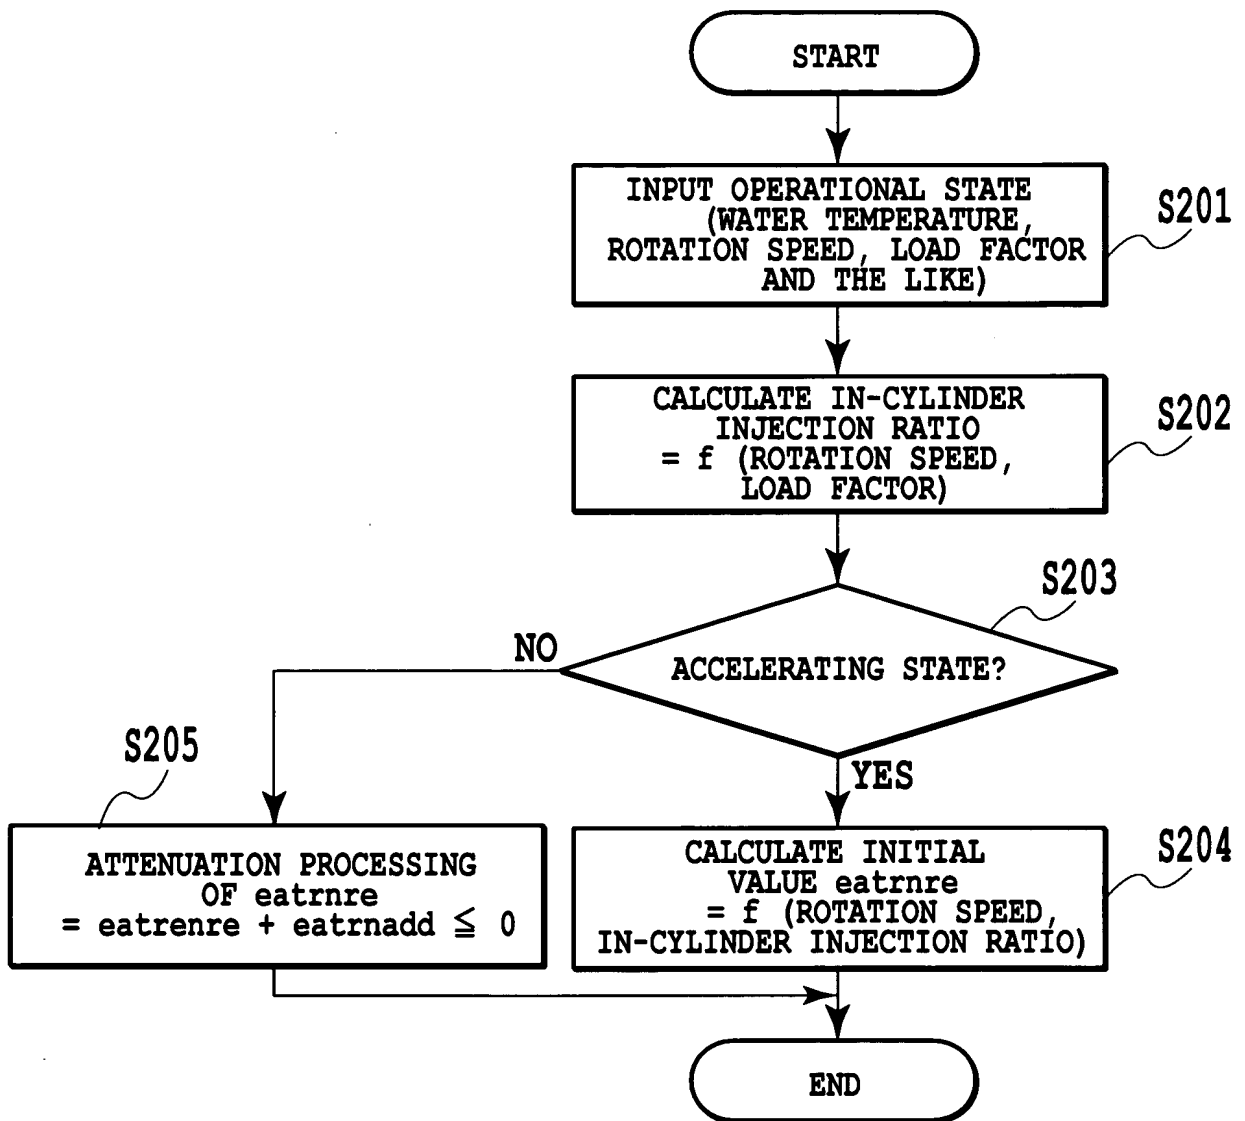 START
INPUT OPERATIONAL STATE
(WATER TEMPERATURE,
ROTATION SPEED, LOAD FACTOR
AND THE LIKE)
S201
CALCULATE IN-CYLINDER
INJECTION RATIO
= f (ROTATION SPEED,
LOAD FACTOR)
S202
S203
ACCELERATING STATE?
NO
YES
S205
ATTENUATION PROCESSING
OF eatrnre
= eatrenre + eatrnadd ≦ 0
CALCULATE INITIAL
VALUE eatrnre
= f (ROTATION SPEED,
IN-CYLINDER INJECTION RATIO)
S204
END